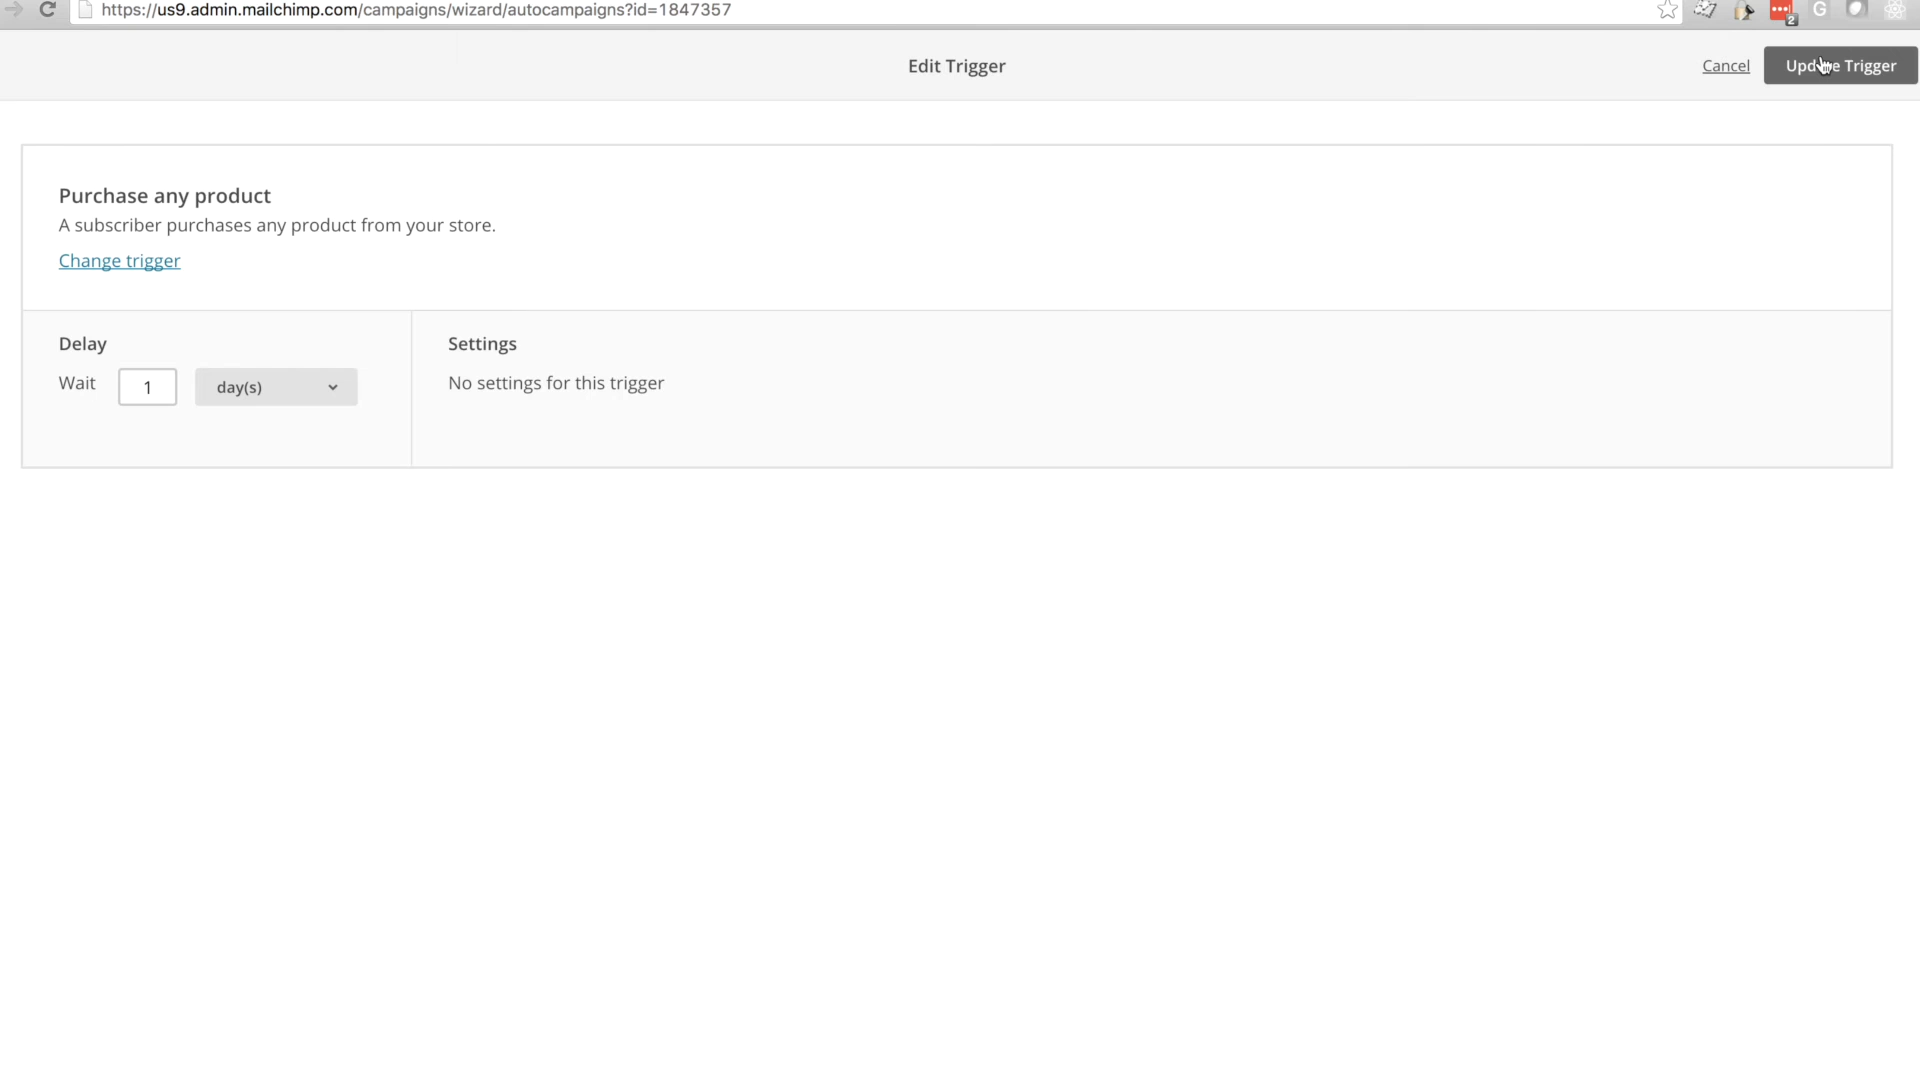 https://us9.admin.mailchimp.com/campaigns/wizard/autocampaigns?id=1847357
2
G
Edit Trigger
Cancel
Update Trigger
Purchase any product
A subscriber purchases any product from your store.
Change trigger
Delay
Settings
Wait
1
day(s)
No settings for this trigger